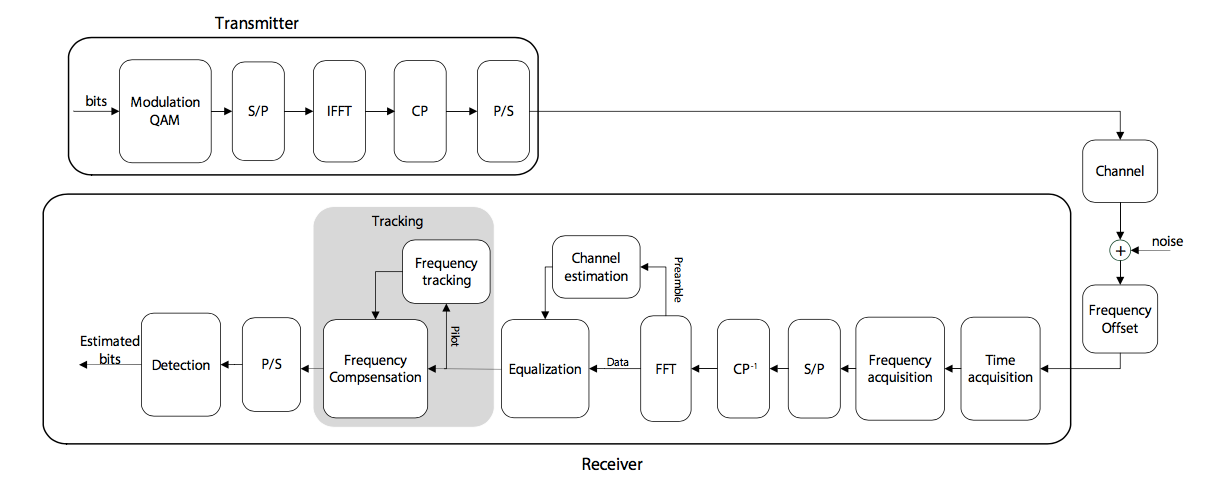 Transmitter
bits
Modulation
QAM
S/P
IFFT
CP
P/S
Channel
+
noise
Frequency
Offset
Tracking
Frequency
tracking
Pilot
Channel
estimation
Preamble
Estimated
bits
Detection
P/S
Frequency
Compsensation
Equalization
Data
FFT
CP-1
S/P
Frequency
acquisition
Time
acquisition
Receiver